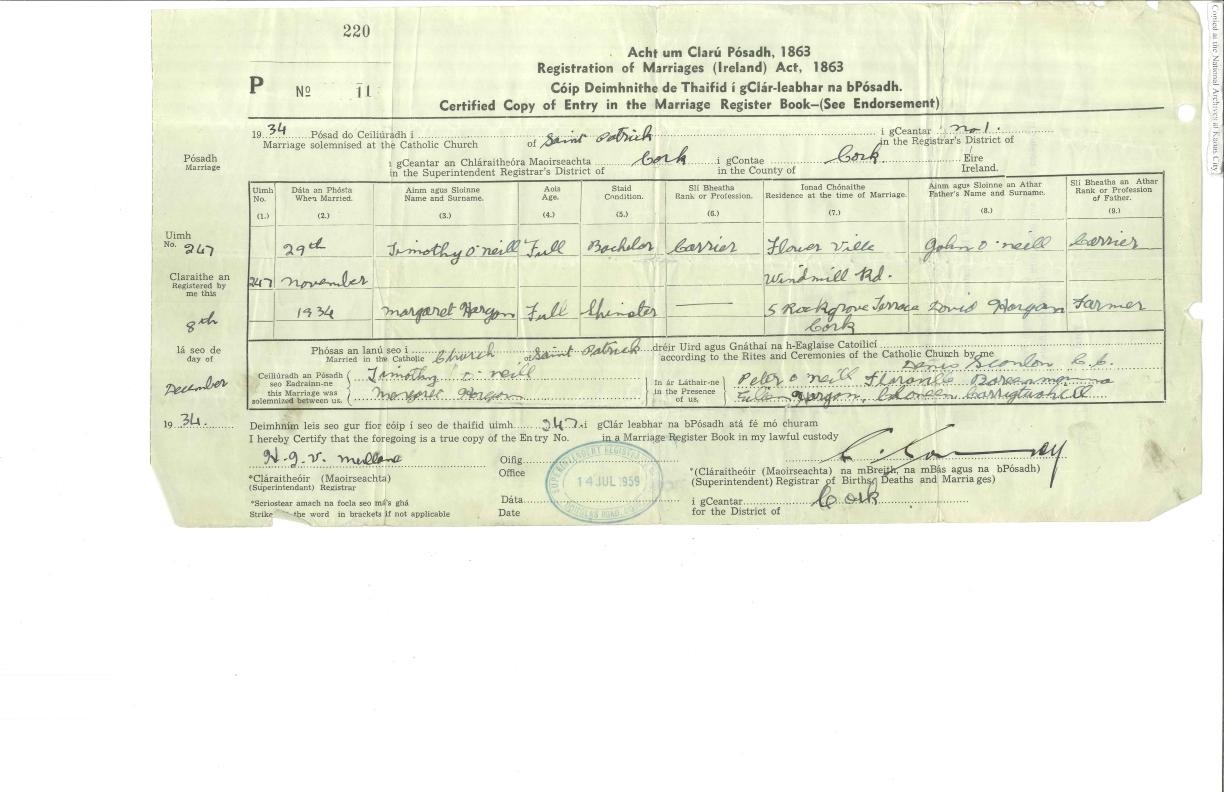 220
Acht um Clarú Pósadh, 1863
Registration of Marriages (Ireland) Act, 1863
P No 11
Cóip Deimhnithe de Thaifid í gClár-leabhar na bPósadh.
Certified Copy of Entry in the Marriage Register Book—(See Endorsement)
Pósadh
Marriage
19 34 Pósad do Ceiliúradh i
Marriage solemnised at the Catholic Church of Saint Patrick
i gCeantar No 1.
in the Registrar's District of
i gCeantar an Chláraitheóra Maoirseachta
in the Superintendent Registrar's District of Cork
i gContae
in the County of Cork
Éire
Ireland.
Uimh No. (1.)
Dáta an Phósta When Married. (2.)
Ainm agus Sloinne Name and Surname. (3.)
Aois Age. (4.)
Staid Condition. (5.)
Slí Bheatha Rank or Profession. (6.)
Ionad Chónaithe Residence at the time of Marriage. (7.)
Ainm agus Sloinne an Athar Father's Name and Surname. (8.)
Slí Bheatha an Athar Rank or Profession of Father. (9.)
Uimh
No. 247
29th Timothy O'neill Full Bachelor Carrier Flower Ville John O'neill Carrier
Claraithe an
Registered by
me this
247 november Windmill Rd.
8th
1934 Margaret Horgan Full Spinster 5 Rockgrove Terrace David Horgan Farmer
Cork
lá seo de
day of
December
19 34.
Phósas an lanú seo i
Married in the Catholic Church of Saint Patrick
dréir Uird agus Gnáthaí na h-Eaglaise Catoilicí
according to the Rites and Ceremonies of the Catholic Church by me
Denis Scanlon C.C.
Ceiliúradh an Pósadh
seo Eadrainn-ne
this Marriage was
solemnized between us.
Timothy O'neill
Margaret Horgan
In ár Láthair-ne
in the Presence
of us,
Peter O'neill
Horgan, Carrigtwohill
Deimhním leis seo gur fíor cóip í seo de thaifid uimh 247 i gClár leabhar na bPósadh atá fé mó churam
I hereby Certify that the foregoing is a true copy of the Entry No. in a Marriage Register Book in my lawful custody
H.G.V.
*Cláraitheóir (Maoirseachta)
(Superintendant) Registrar
Oifig
Office
*(Cláraitheóir (Maoirseachta) na mBreith, na mBás agus na bPósadh)
(Superintendent) Registrar of Births, Deaths and Marriages)
*Scriostear amach na focla seo má's ghá
Strike the word in brackets if not applicable
Dáta
Date
SUPERINTENDENT REGISTRAR
14 JUL 1959
DOUGLAS ROAD,
i gCeantar
for the District of Cork
Copied at the National Archives at Kansas City